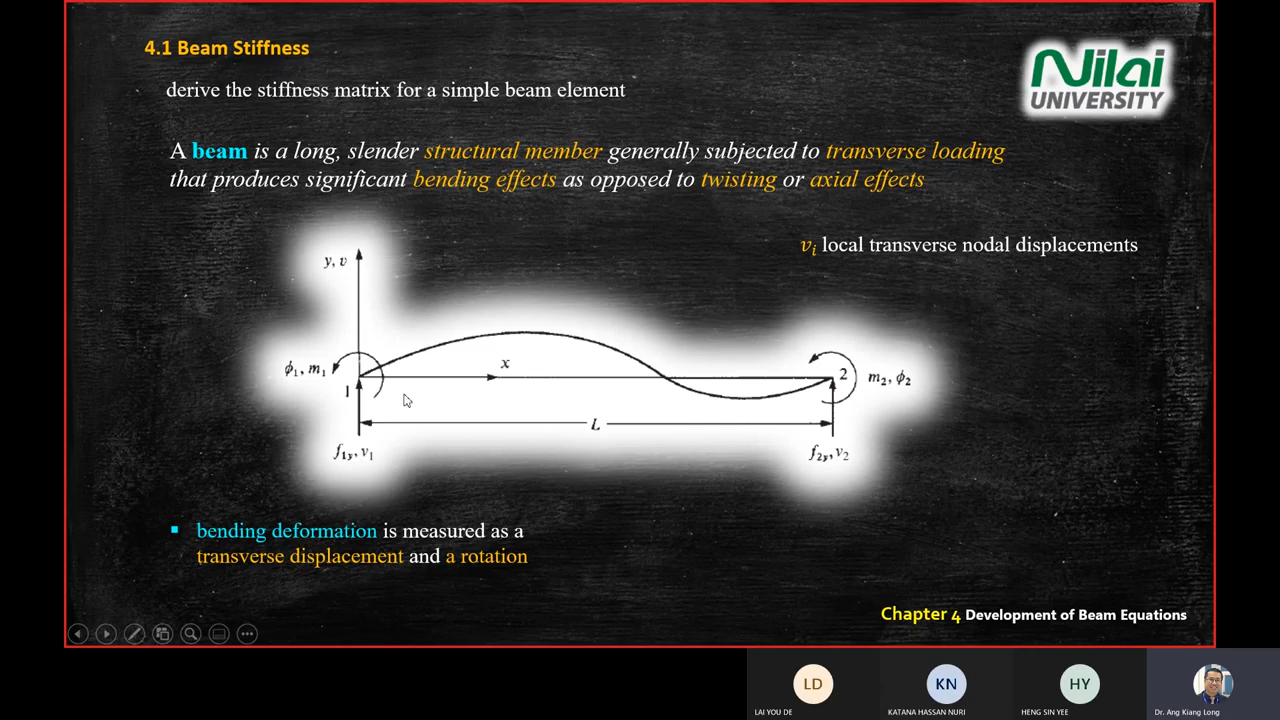 4.1 Beam Stiffness
derive the stiffness matrix for a simple beam element
Nilai
UNIVERSITY
A beam is a long, slender structural member generally subjected to transverse loading
that produces significant bending effects as opposed to twisting or axial effects
vᵢ local transverse nodal displacements
y, v
x
ϕ₁, m₁
1
2
m₂, ϕ₂
L
f₁y, v₁
f₂y, v₂
▪ bending deformation is measured as a
transverse displacement and a rotation
Chapter 4 Development of Beam Equations
LD
KN
HY
LAI YOU DE
KATANA HASSAN NURI
HENG SIN YEE
Dr. Ang Kiang Long